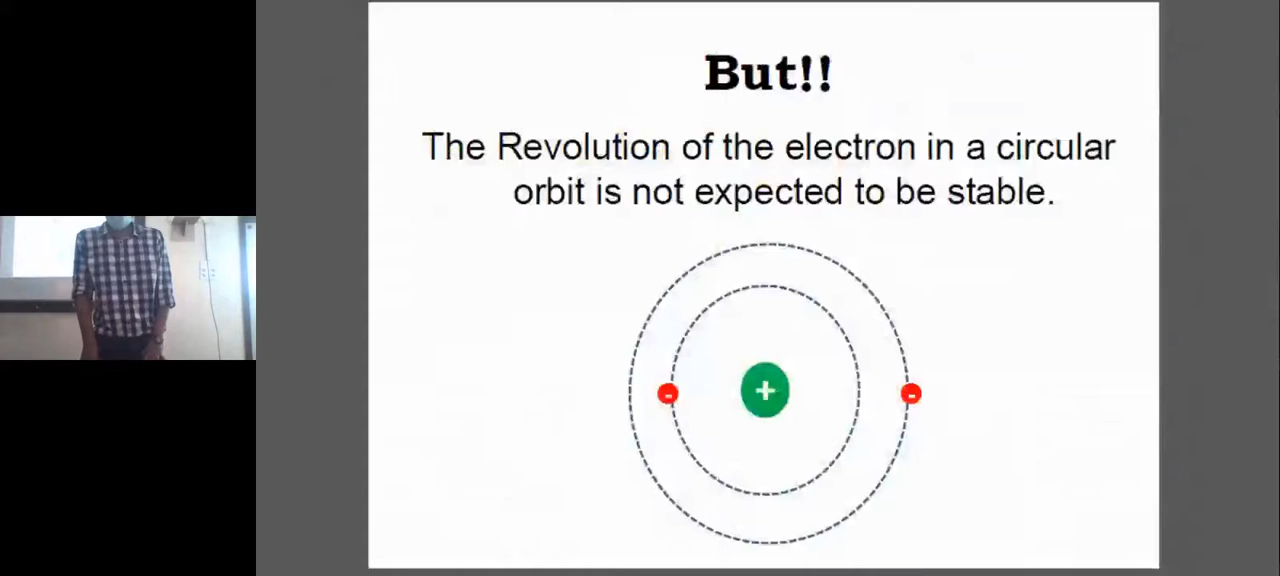 But!!
The Revolution of the electron in a circular
orbit is not expected to be stable.
- + -